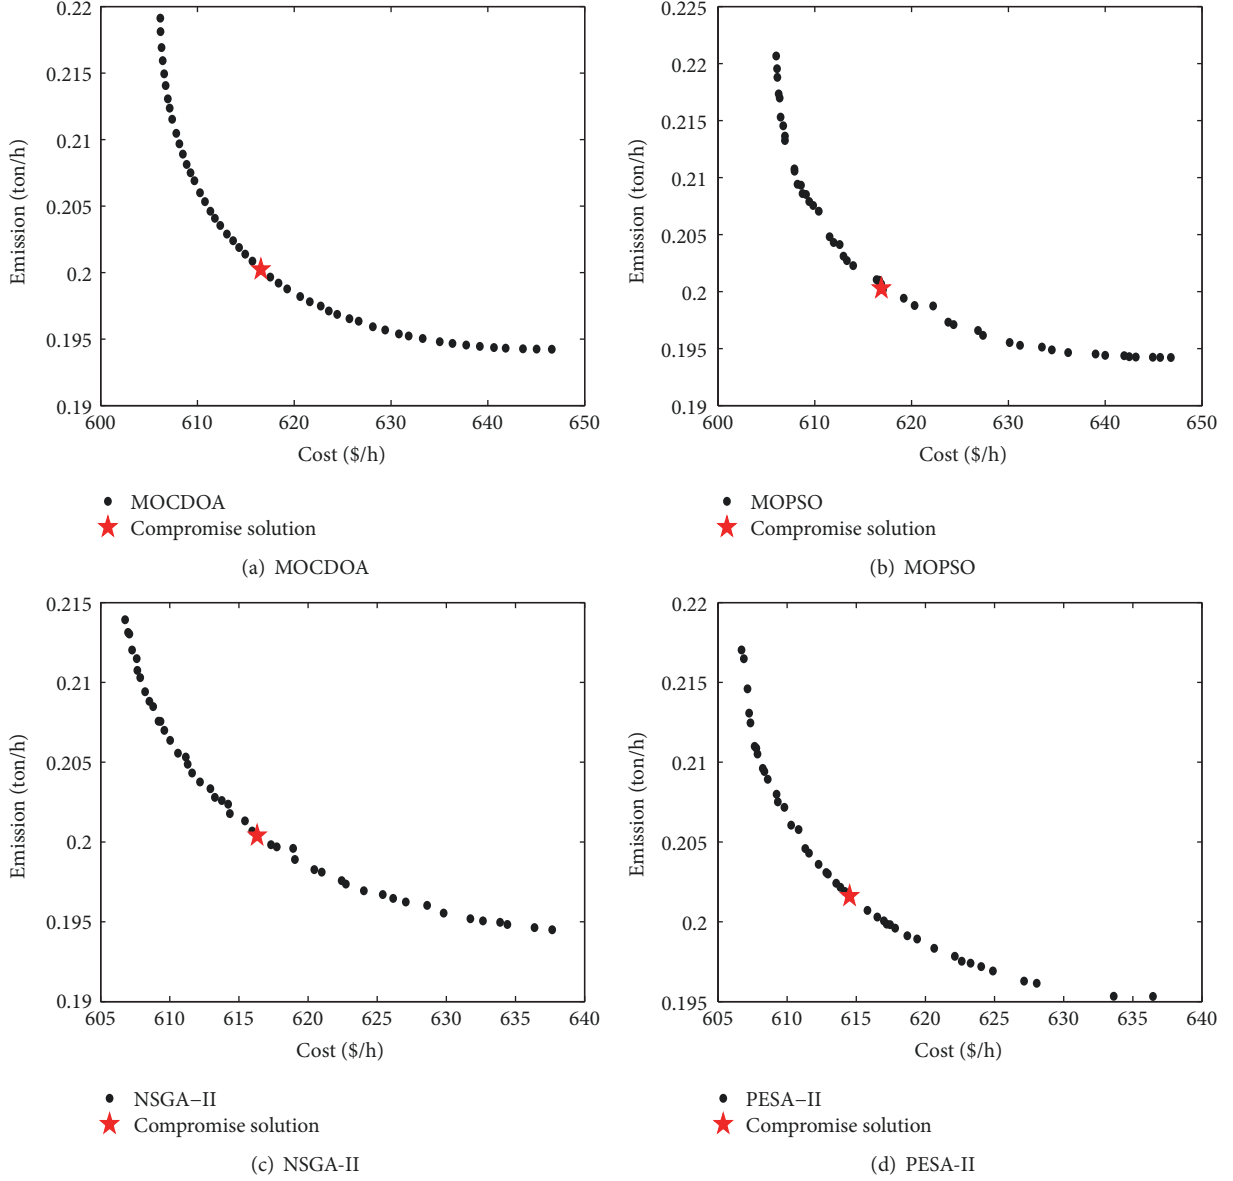 0.22
0.215
0.21
0.205
0.2
0.195
0.19
Emission (ton/h)
600 610 620 630 640 650
Cost ($/h)
MOCDOA
Compromise solution
(a) MOCDOA
0.225
0.22
0.215
0.21
0.205
0.2
0.195
0.19
Emission (ton/h)
600 610 620 630 640 650
Cost ($/h)
MOPSO
Compromise solution
(b) MOPSO
0.215
0.21
0.205
0.2
0.195
0.19
Emission (ton/h)
605 610 615 620 625 630 635 640
Cost ($/h)
NSGA−II
Compromise solution
(c) NSGA-II
0.22
0.215
0.21
0.205
0.2
0.195
Emission (ton/h)
605 610 615 620 625 630 635 640
Cost ($/h)
PESA−II
Compromise solution
(d) PESA-II